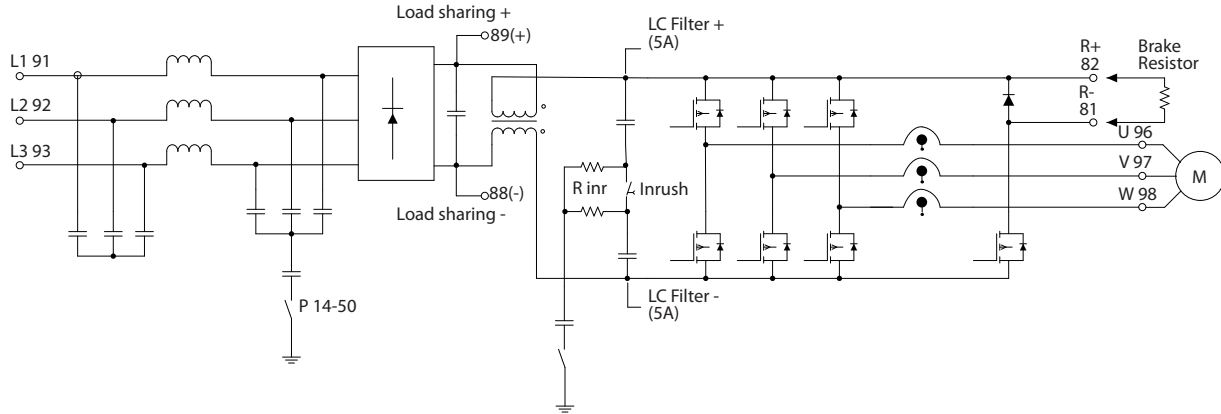 Load sharing +
89(+)
LC Filter +
(5A)
R+
82
Brake
Resistor
L1 91
R-
81
L2 92
U 96
L3 93
V 97
M
R inr
Inrush
88(-)
W 98
Load sharing -
P 14-50
LC Filter -
(5A)